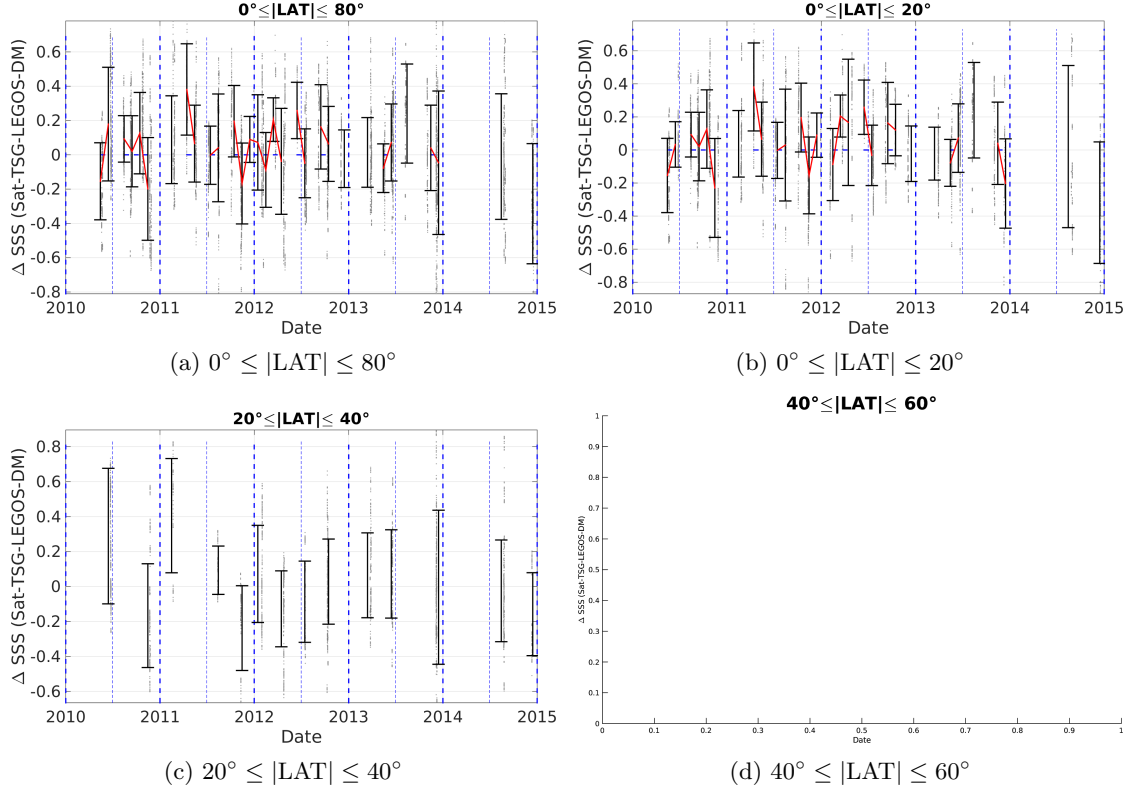 0°≤|LAT|≤ 80°
Δ SSS (Sat-TSG-LEGOS-DM)
0.6
0.4
0.2
0
-0.2
-0.4
-0.6
-0.8
2010 2011 2012 2013 2014 2015
Date
(a) 0° ≤ |LAT| ≤ 80°
0°≤|LAT|≤ 20°
Δ SSS (Sat-TSG-LEGOS-DM)
0.6
0.4
0.2
0
-0.2
-0.4
-0.6
-0.8
2010 2011 2012 2013 2014 2015
Date
(b) 0° ≤ |LAT| ≤ 20°
20°≤|LAT|≤ 40°
Δ SSS (Sat-TSG-LEGOS-DM)
0.8
0.6
0.4
0.2
0
-0.2
-0.4
-0.6
2010 2011 2012 2013 2014 2015
Date
(c) 20° ≤ |LAT| ≤ 40°
40°≤|LAT|≤ 60°
Δ SSS (Sat-TSG-LEGOS-DM)
1
0.9
0.8
0.7
0.6
0.5
0.4
0.3
0.2
0.1
0
0 0.1 0.2 0.3 0.4 0.5 0.6 0.7 0.8 0.9 1
Date
(d) 40° ≤ |LAT| ≤ 60°